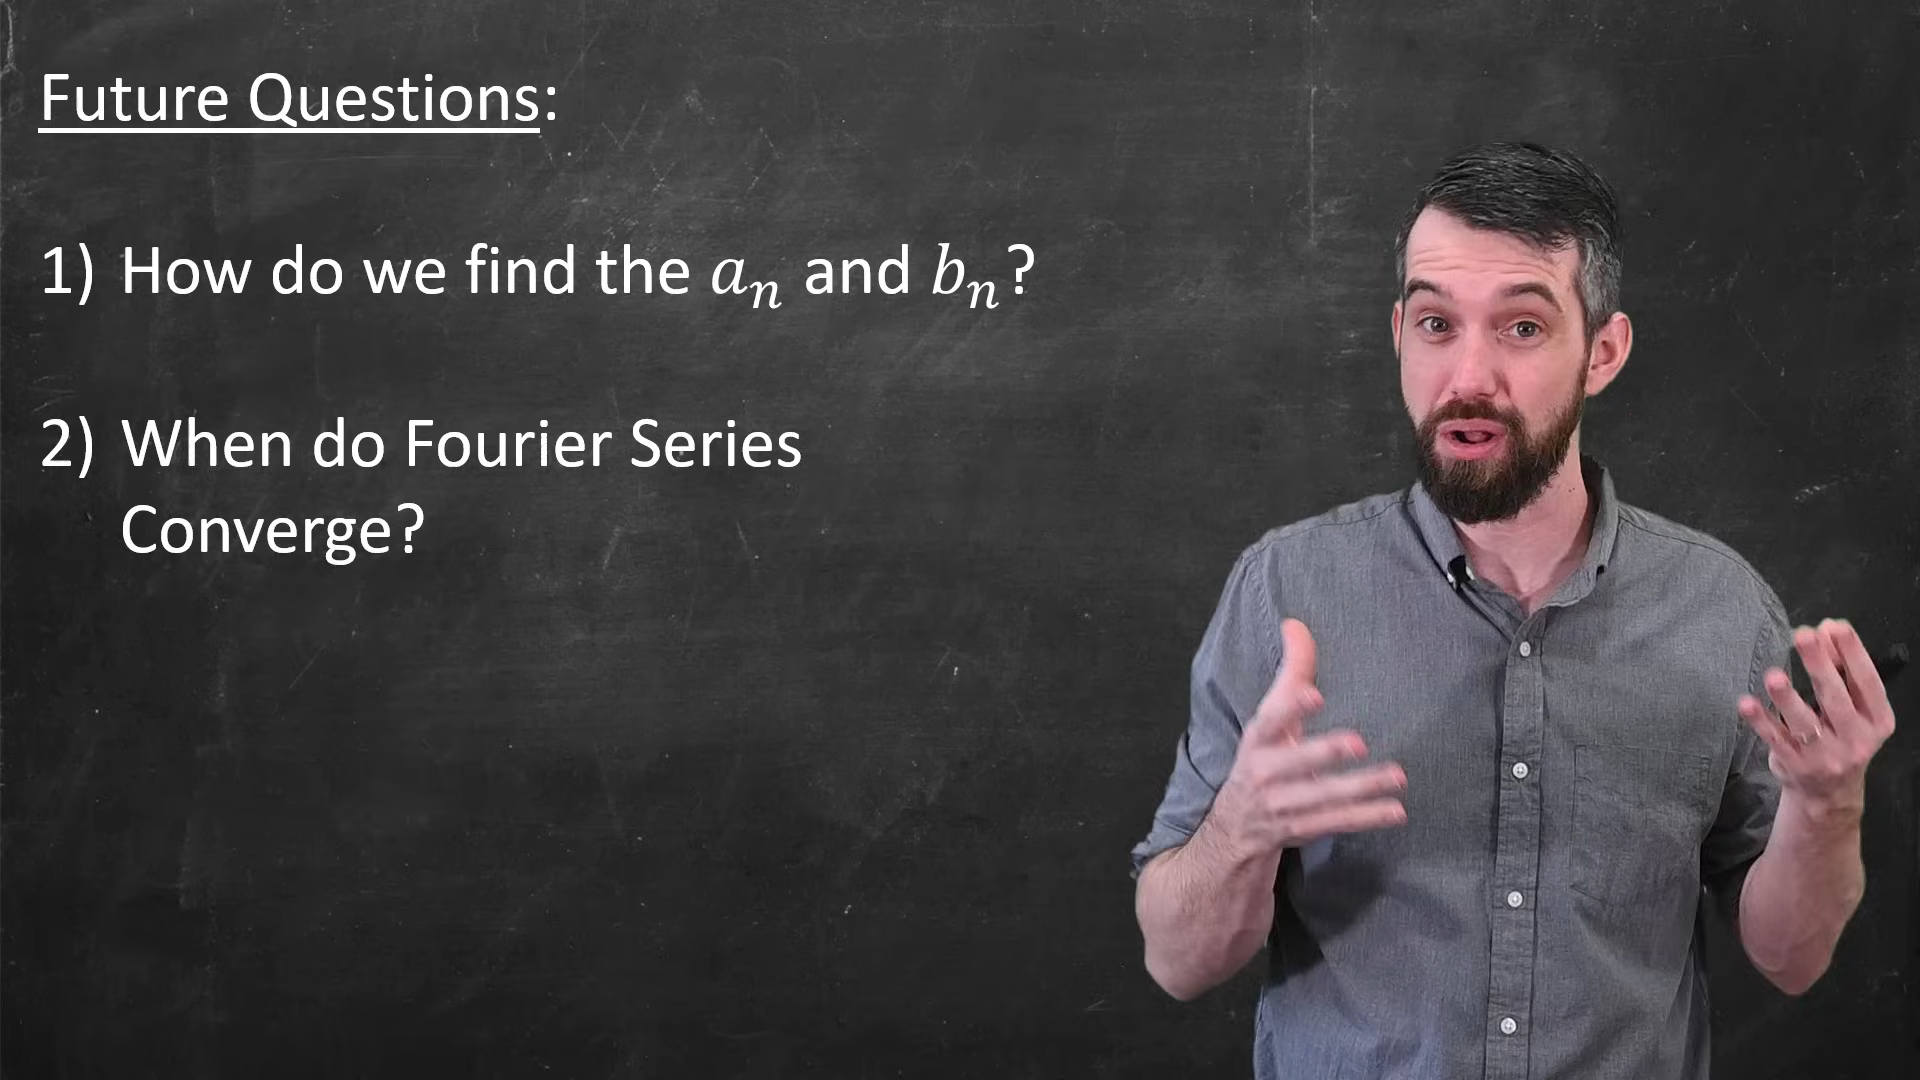 Future Questions:
1) How do we find the aₙ and bₙ?
2) When do Fourier Series
Converge?